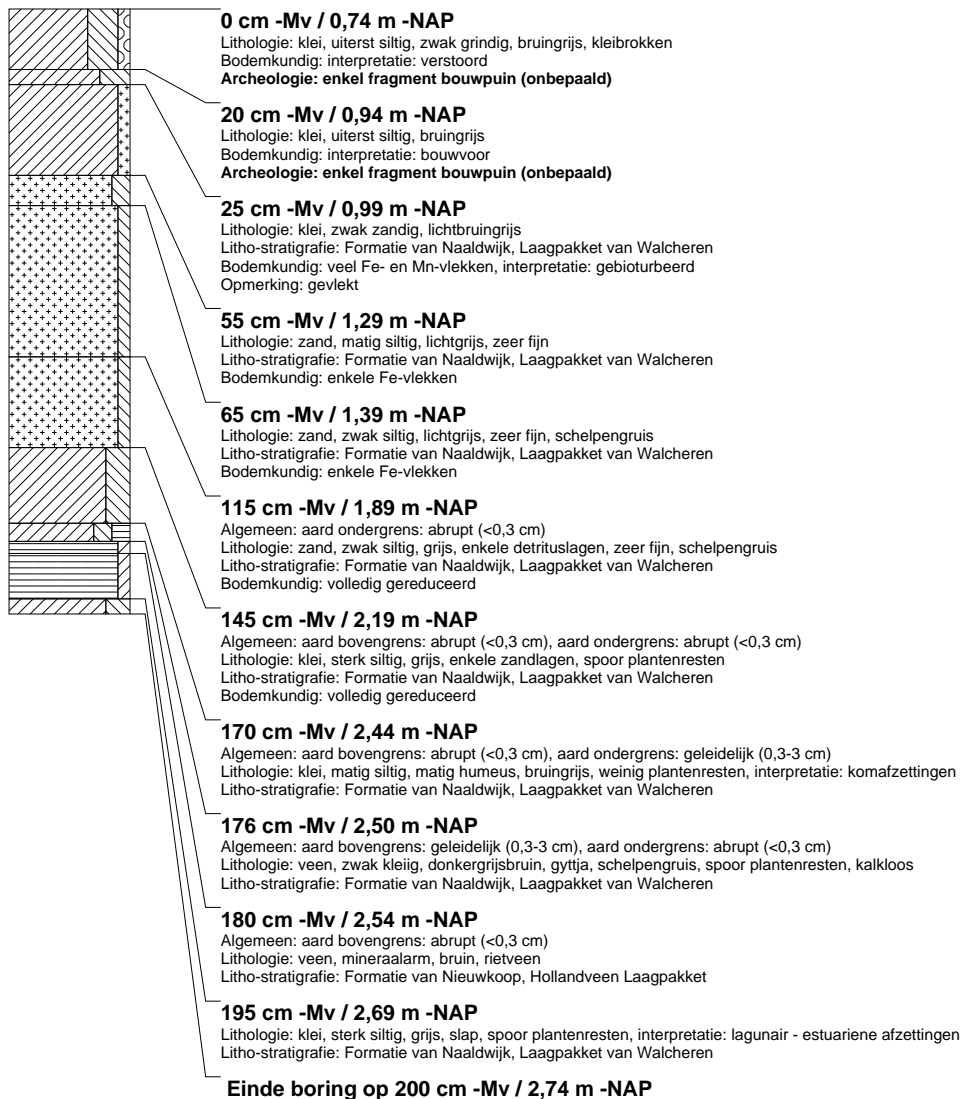 0 cm -Mv / 0,74 m -NAP
Lithologie: klei, uiterst siltig, zwak grindig, bruingrijs, kleibrokken
Bodemkundig: interpretatie: verstoord
Archeologie: enkel fragment bouwpuin (onbepaald)
20 cm -Mv / 0,94 m -NAP
Lithologie: klei, uiterst siltig, bruingrijs
Bodemkundig: interpretatie: bouwvoor
Archeologie: enkel fragment bouwpuin (onbepaald)
25 cm -Mv / 0,99 m -NAP
Lithologie: klei, zwak zandig, lichtbruingrijs
Litho-stratigrafie: Formatie van Naaldwijk, Laagpakket van Walcheren
Bodemkundig: veel Fe- en Mn-vlekken, interpretatie: gebioturbeerd
Opmerking: gevlekt
55 cm -Mv / 1,29 m -NAP
Lithologie: zand, matig siltig, lichtgrijs, zeer fijn
Litho-stratigrafie: Formatie van Naaldwijk, Laagpakket van Walcheren
Bodemkundig: enkele Fe-vlekken
65 cm -Mv / 1,39 m -NAP
Lithologie: zand, zwak siltig, lichtgrijs, zeer fijn, schelpengruis
Litho-stratigrafie: Formatie van Naaldwijk, Laagpakket van Walcheren
Bodemkundig: enkele Fe-vlekken
115 cm -Mv / 1,89 m -NAP
Algemeen: aard ondergrens: abrupt (<0,3 cm)
Lithologie: zand, zwak siltig, grijs, enkele detrituslagen, zeer fijn, schelpengruis
Litho-stratigrafie: Formatie van Naaldwijk, Laagpakket van Walcheren
Bodemkundig: volledig gereduceerd
145 cm -Mv / 2,19 m -NAP
Algemeen: aard bovengrens: abrupt (<0,3 cm), aard ondergrens: abrupt (<0,3 cm)
Lithologie: klei, sterk siltig, grijs, enkele zandlagen, spoor plantenresten
Litho-stratigrafie: Formatie van Naaldwijk, Laagpakket van Walcheren
Bodemkundig: volledig gereduceerd
170 cm -Mv / 2,44 m -NAP
Algemeen: aard bovengrens: abrupt (<0,3 cm), aard ondergrens: geleidelijk (0,3-3 cm)
Lithologie: klei, matig siltig, matig humeus, bruingrijs, weinig plantenresten, interpretatie: komafzettingen
Litho-stratigrafie: Formatie van Naaldwijk, Laagpakket van Walcheren
176 cm -Mv / 2,50 m -NAP
Algemeen: aard bovengrens: geleidelijk (0,3-3 cm), aard ondergrens: abrupt (<0,3 cm)
Lithologie: veen, zwak kleiig, donkergrijsbruin, gyttja, schelpengruis, spoor plantenresten, kalkloos
Litho-stratigrafie: Formatie van Naaldwijk, Laagpakket van Walcheren
180 cm -Mv / 2,54 m -NAP
Algemeen: aard bovengrens: abrupt (<0,3 cm)
Lithologie: veen, mineraalarm, bruin, rietveen
Litho-stratigrafie: Formatie van Nieuwkoop, Hollandveen Laagpakket
195 cm -Mv / 2,69 m -NAP
Lithologie: klei, sterk siltig, grijs, slap, spoor plantenresten, interpretatie: lagunair - estuariene afzettingen
Litho-stratigrafie: Formatie van Naaldwijk, Laagpakket van Walcheren
Einde boring op 200 cm -Mv / 2,74 m -NAP